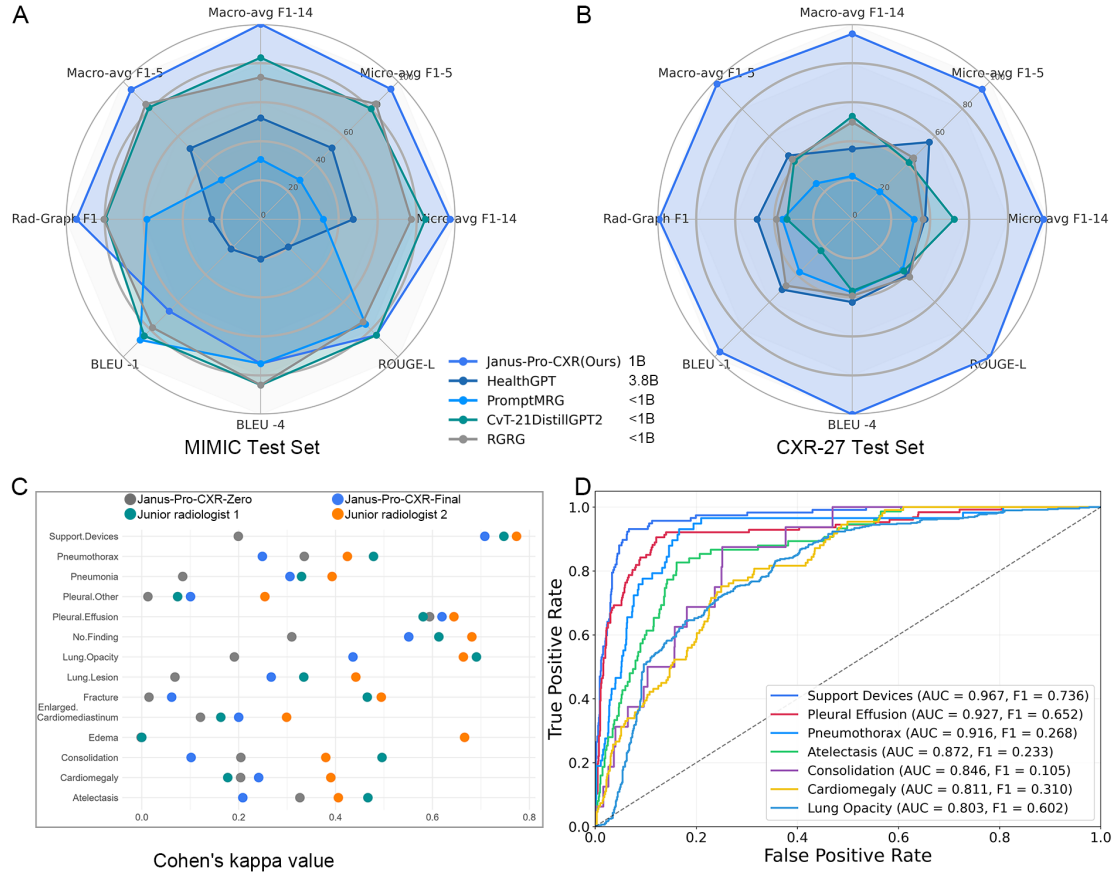 A
Macro-avg F1-14
Macro-avg F1-5
Micro-avg F1-5
100
60
40
20
0
Rad-Graph F1
Micro-avg F1-14
BLEU -1
ROUGE-L
BLEU -4
MIMIC Test Set
B
Macro-avg F1-14
Macro-avg F1-5
Micro-avg F1-5
100
80
60
40
20
0
Rad-Graph F1
Micro-avg F1-14
BLEU -1
ROUGE-L
BLEU -4
CXR-27 Test Set
Janus-Pro-CXR(Ours) 1B
HealthGPT 3.8B
PromptMRG <1B
CvT-21DistillGPT2 <1B
RGRG <1B
C
Janus-Pro-CXR-Zero
Janus-Pro-CXR-Final
Junior radiologist 1
Junior radiologist 2
Support.Devices
Pneumothorax
Pneumonia
Pleural.Other
Pleural.Effusion
No.Finding
Lung.Opacity
Lung.Lesion
Fracture
Enlarged.
Cardiomediastinum
Edema
Consolidation
Cardiomegaly
Atelectasis
0.0 0.2 0.4 0.6 0.8
Cohen's kappa value
D
True Positive Rate
1.0
0.8
0.6
0.4
0.2
0.0
Support Devices (AUC = 0.967, F1 = 0.736)
Pleural Effusion (AUC = 0.927, F1 = 0.652)
Pneumothorax (AUC = 0.916, F1 = 0.268)
Atelectasis (AUC = 0.872, F1 = 0.233)
Consolidation (AUC = 0.846, F1 = 0.105)
Cardiomegaly (AUC = 0.811, F1 = 0.310)
Lung Opacity (AUC = 0.803, F1 = 0.602)
0.0 0.2 0.4 0.6 0.8 1.0
False Positive Rate